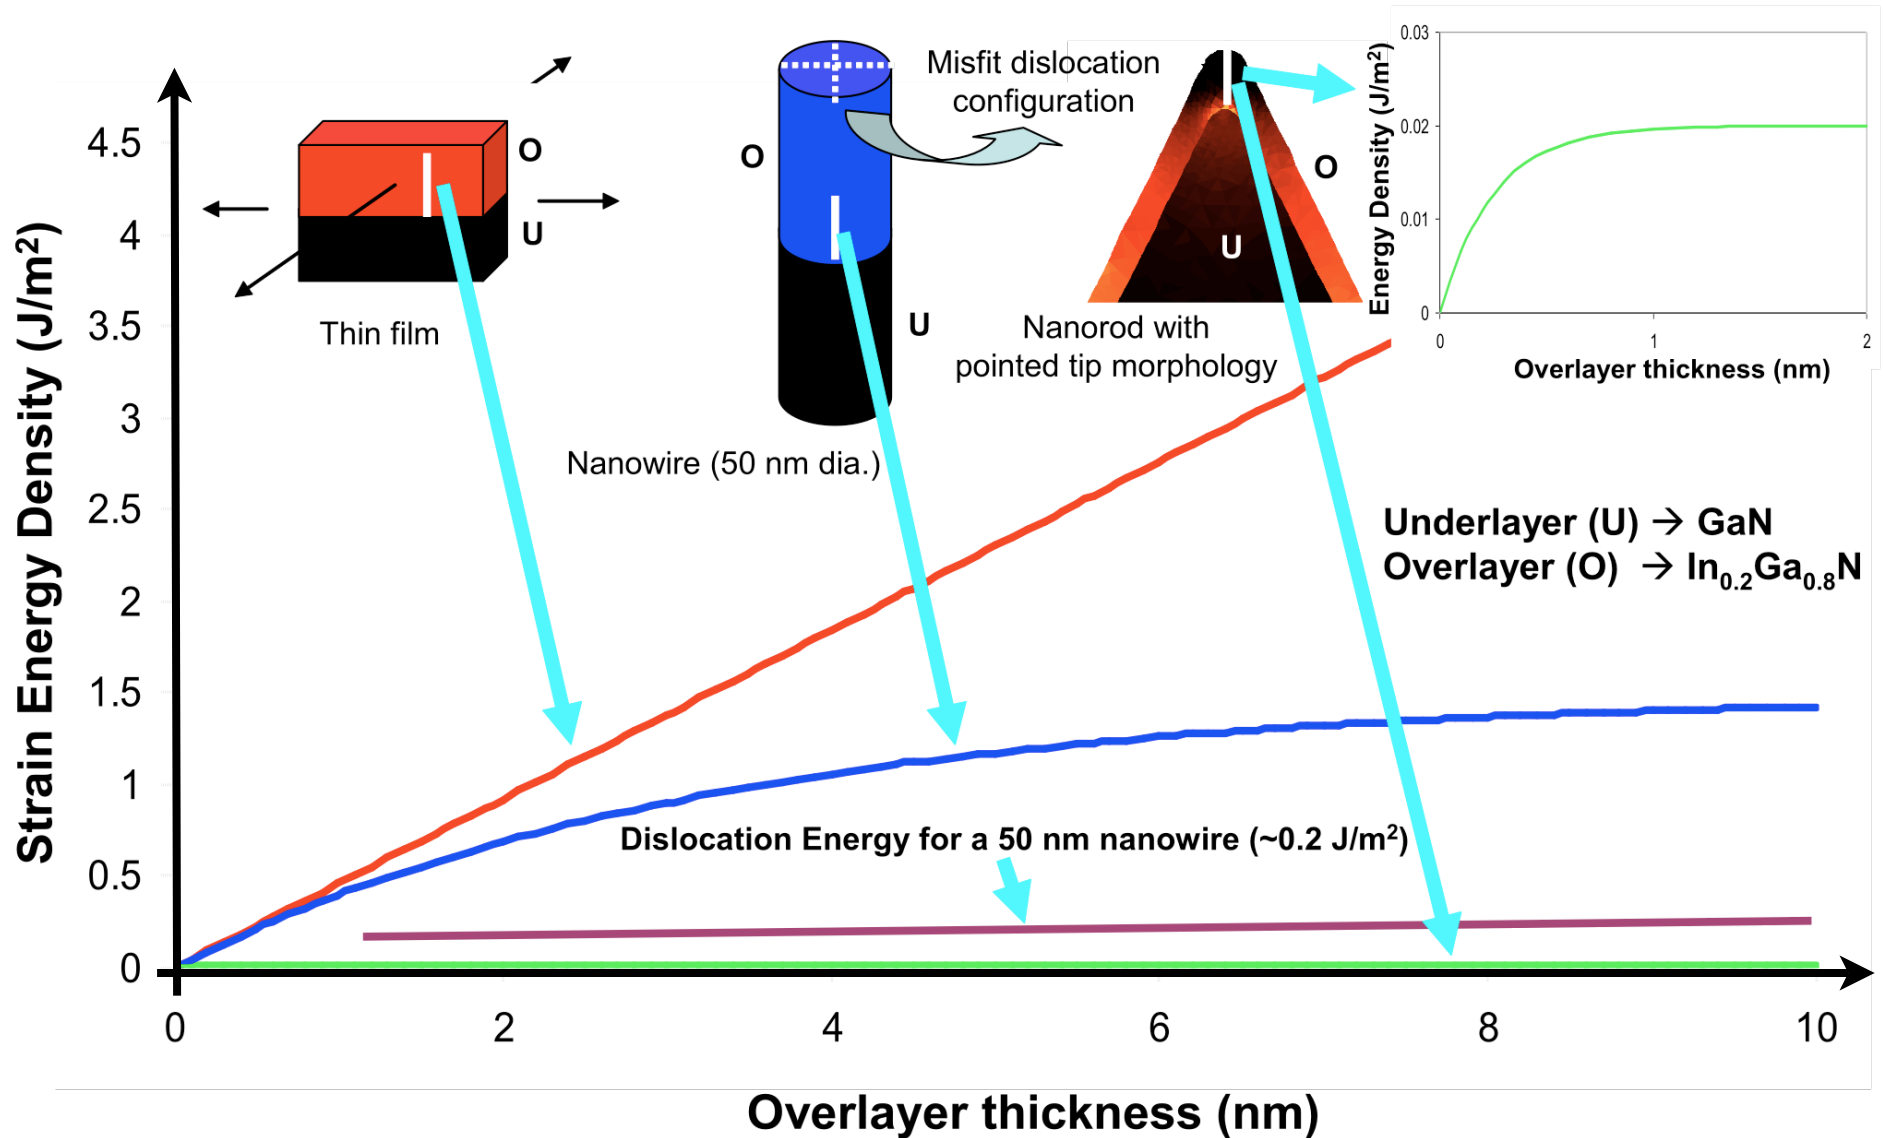 Strain Energy Density (J/m²)
4.5
4
3.5
3
2.5
2
1.5
1
0.5
0
0
2
4
6
8
10
Overlayer thickness (nm)
O
U
Thin film
O
U
Nanowire (50 nm dia.)
Misfit dislocation
configuration
O
U
Nanorod with
pointed tip morphology
Energy Density (J/m²)
0.03
0.02
0.01
0
0
1
2
Overlayer thickness (nm)
Underlayer (U) → GaN
Overlayer (O) → In₀.₂Ga₀.₈N
Dislocation Energy for a 50 nm nanowire (~0.2 J/m²)